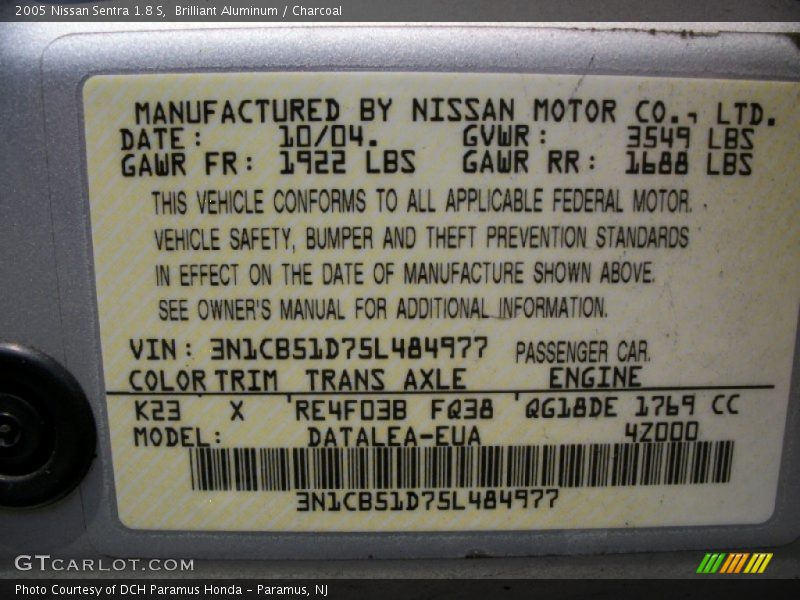 2005 Nissan Sentra 1.8 S, Brilliant Aluminum / Charcoal
MANUFACTURED BY NISSAN MOTOR CO., LTD.
DATE: 10/04. GVWR: 3549 LBS
GAWR FR: 1922 LBS GAWR RR: 1688 LBS
THIS VEHICLE CONFORMS TO ALL APPLICABLE FEDERAL MOTOR.
VEHICLE SAFETY, BUMPER AND THEFT PREVENTION STANDARDS
IN EFFECT ON THE DATE OF MANUFACTURE SHOWN ABOVE.
SEE OWNER'S MANUAL FOR ADDITIONAL INFORMATION.
VIN: 3N1CB51D75L484977 PASSENGER CAR.
COLOR TRIM TRANS AXLE ENGINE
K23 X RE4F03B FQ38 QG18DE 1769 CC
MODEL: DATALEA-EUA 4Z000
3N1CB51D75L484977
GTCARLOT.COM
Photo Courtesy of DCH Paramus Honda - Paramus, NJ